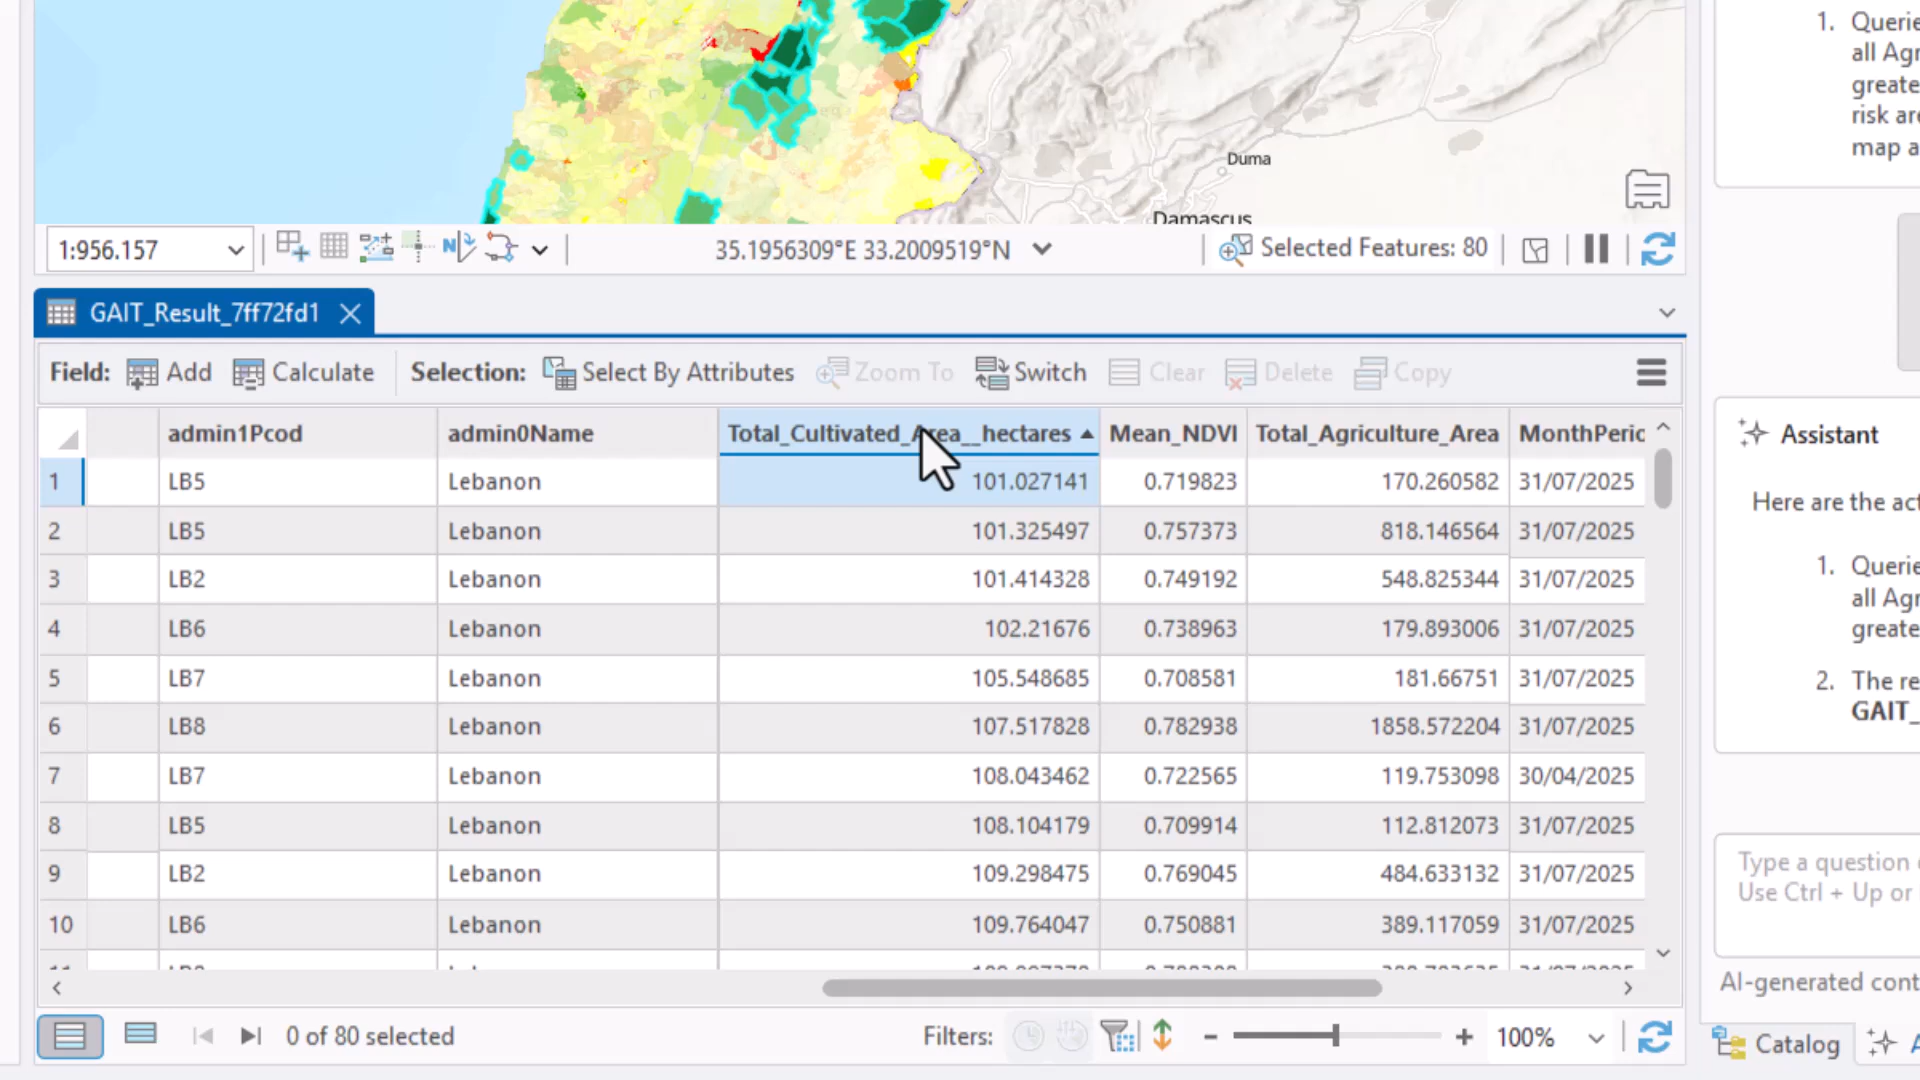 1. Querie
all Agr
greate
risk are
map a
Duma
Damascus
1:956.157
35.1956309°E 33.2009519°N
Selected Features: 80
GAIT_Result_7ff72fd1
Field: Add Calculate Selection: Select By Attributes Zoom To Switch Clear Delete Copy
admin1Pcod admin0Name Total_Cultivated_Area__hectares Mean_NDVI Total_Agriculture_Area MonthPeric
1 LB5 Lebanon 101.027141 0.719823 170.260582 31/07/2025
2 LB5 Lebanon 101.325497 0.757373 818.146564 31/07/2025
3 LB2 Lebanon 101.414328 0.749192 548.825344 31/07/2025
4 LB6 Lebanon 102.21676 0.738963 179.893006 31/07/2025
5 LB7 Lebanon 105.548685 0.708581 181.66751 31/07/2025
6 LB8 Lebanon 107.517828 0.782938 1858.572204 31/07/2025
7 LB7 Lebanon 108.043462 0.722565 119.753098 30/04/2025
8 LB5 Lebanon 108.104179 0.709914 112.812073 31/07/2025
9 LB2 Lebanon 109.298475 0.769045 484.633132 31/07/2025
10 LB6 Lebanon 109.764047 0.750881 389.117059 31/07/2025
0 of 80 selected
Filters:
- + 100%
Assistant
Here are the act
1. Querie
all Agr
greate
2. The re
GAIT_
Type a question
Use Ctrl + Up or
AI-generated cont
Catalog